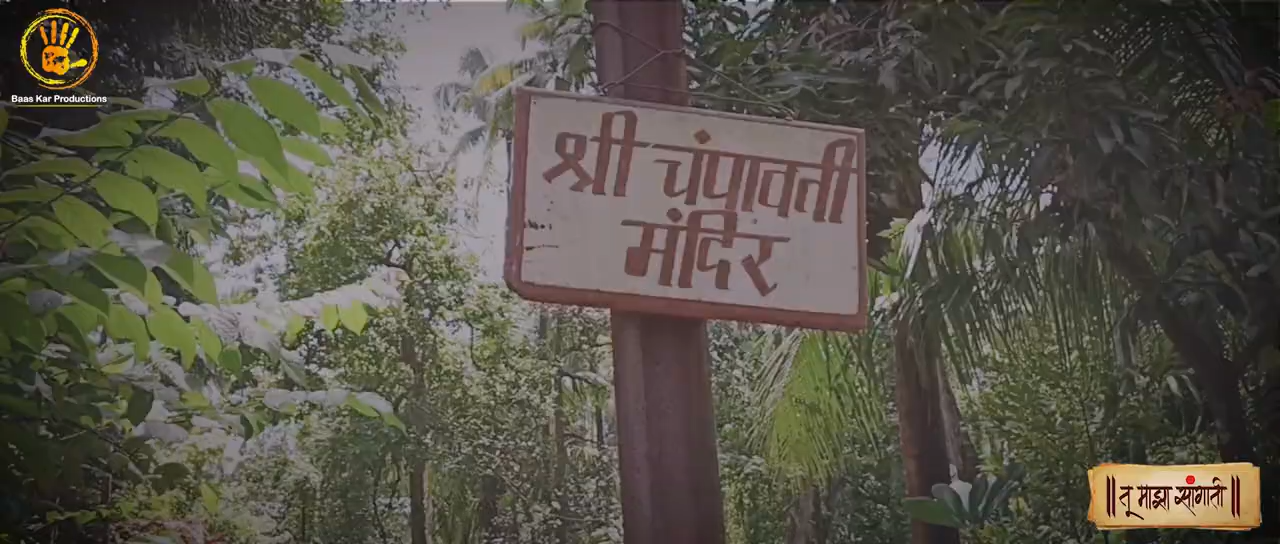 Baas Kar Productions
श्री चंपावती
मंदिर
॥ तू माझा सांगाती ॥